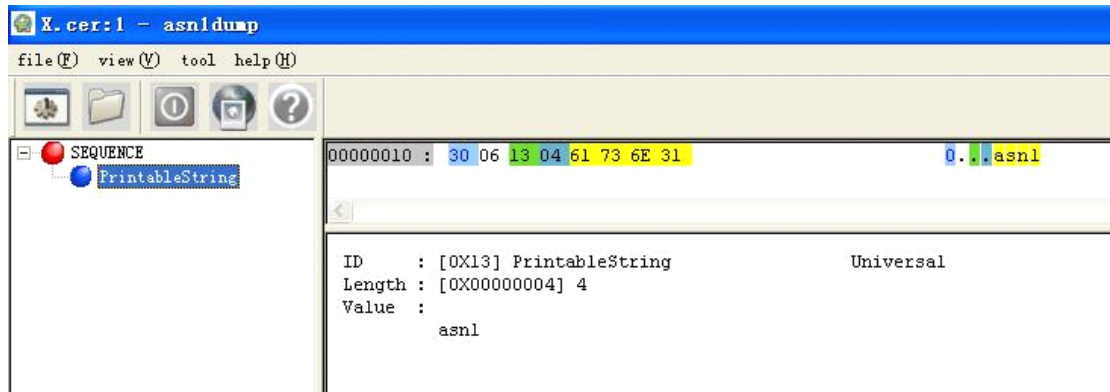 X.cer:1 - asn1dump
file(F) view(V) tool help(H)
SEQUENCE
PrintableString
00000010 : 30 06 13 04 61 73 6E 31 0...asn1
ID : [0X13] PrintableString Universal
Length : [0X00000004] 4
Value :
asn1